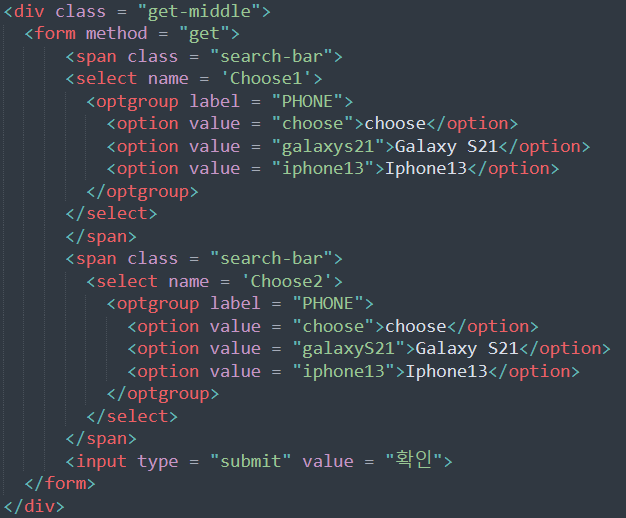 <div class = "get-middle">
<form method = "get">
<span class = "search-bar">
<select name = 'Choose1'>
<optgroup label = "PHONE">
<option value = "choose">choose</option>
<option value = "galaxys21">Galaxy S21</option>
<option value = "iphone13">Iphone13</option>
</optgroup>
</select>
</span>
<span class = "search-bar">
<select name = 'Choose2'>
<optgroup label = "PHONE">
<option value = "choose">choose</option>
<option value = "galaxyS21">Galaxy S21</option>
<option value = "iphone13">Iphone13</option>
</optgroup>
</select>
</span>
<input type = "submit" value = "확인">
</form>
</div>